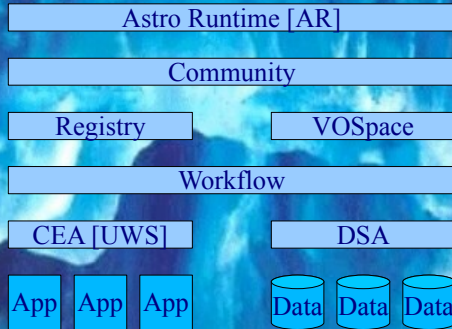 Astro Runtime [AR]
Community
Registry VOSpace
Workflow
CEA [UWS] DSA
App App App Data Data Data